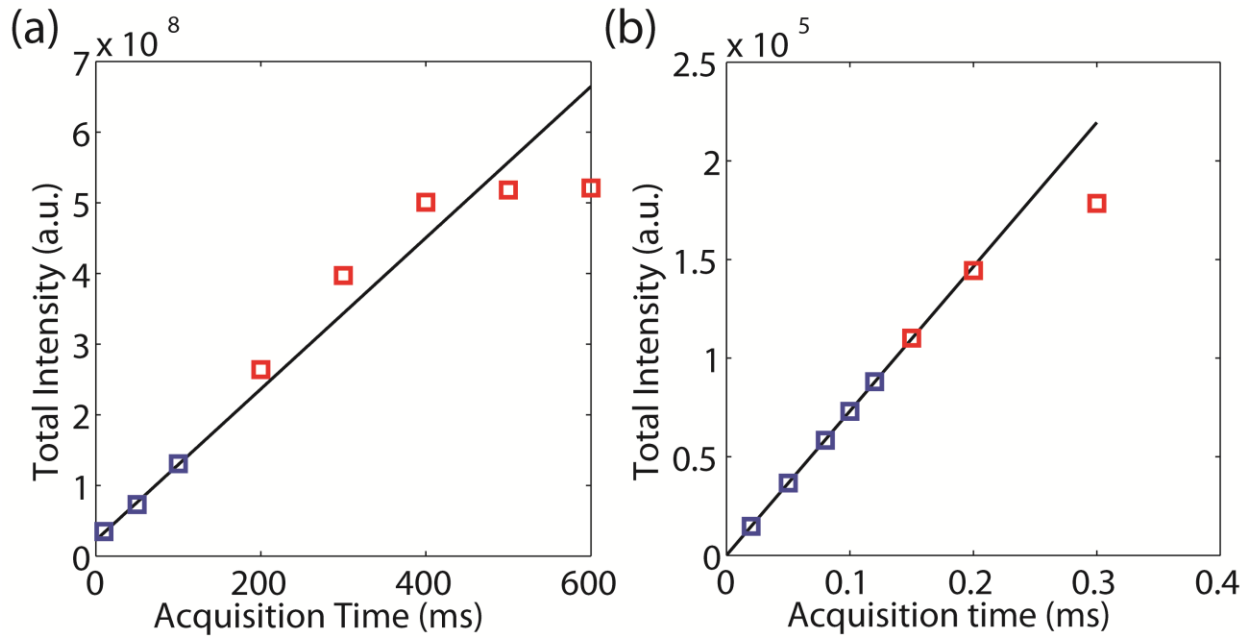 (a)
x 10 8
7
6
5
4
3
2
1
0
0 200 400 600
Total Intensity (a.u.)
Acquisition Time (ms)
(b)
x 10 5
2.5
2
1.5
1
0.5
0
0 0.1 0.2 0.3 0.4
Total Intensity (a.u.)
Acquisition time (ms)